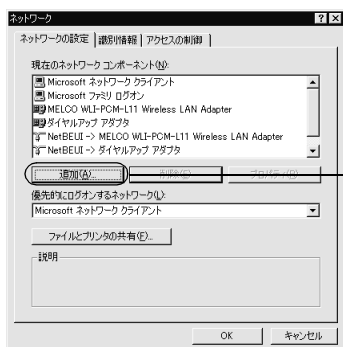 ネットワーク
ネットワークの設定 識別情報 アクセスの制御
現在のネットワーク コンポーネント(N):
Microsoft ネットワーク クライアント
Microsoft ファミリ ログオン
MELCO WLI-PCM-L11 Wireless LAN Adapter
ダイヤルアップ アダプタ
NetBEUI -> MELCO WLI-PCM-L11 Wireless LAN Adapter
NetBEUI -> ダイヤルアップ アダプタ
追加(A)... 削除(E) プロパティ(R)
優先的にログオンするネットワーク(L):
Microsoft ネットワーク クライアント
ファイルとプリンタの共有(F)...
説明
OK キャンセル